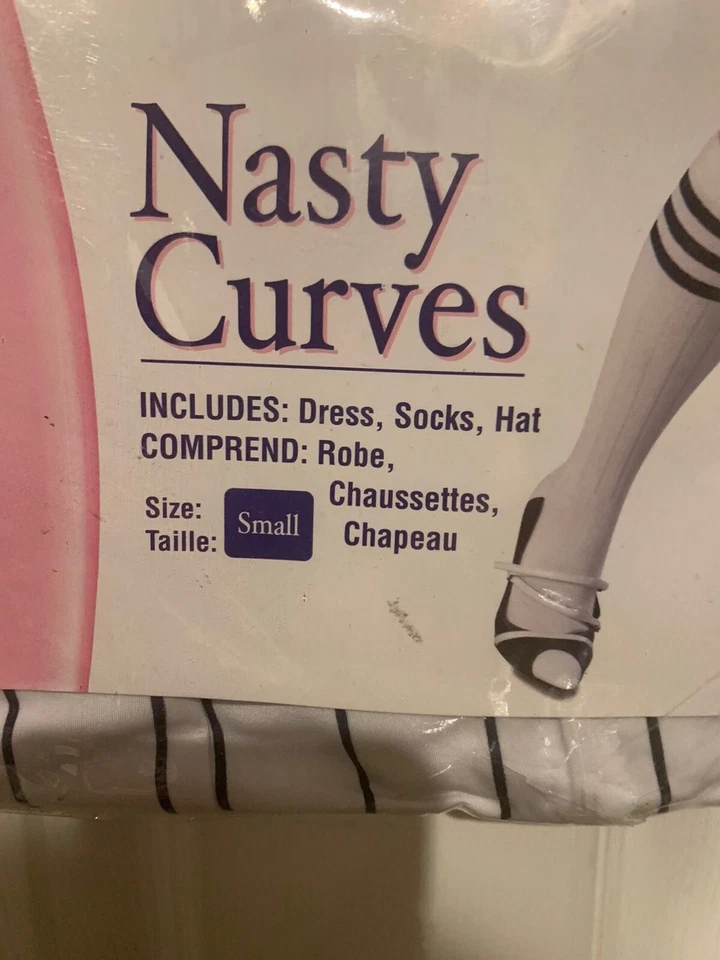 Nasty
Curves
INCLUDES: Dress, Socks, Hat
COMPREND: Robe,
Chaussettes,
Chapeau
Size:
Taille:
Small